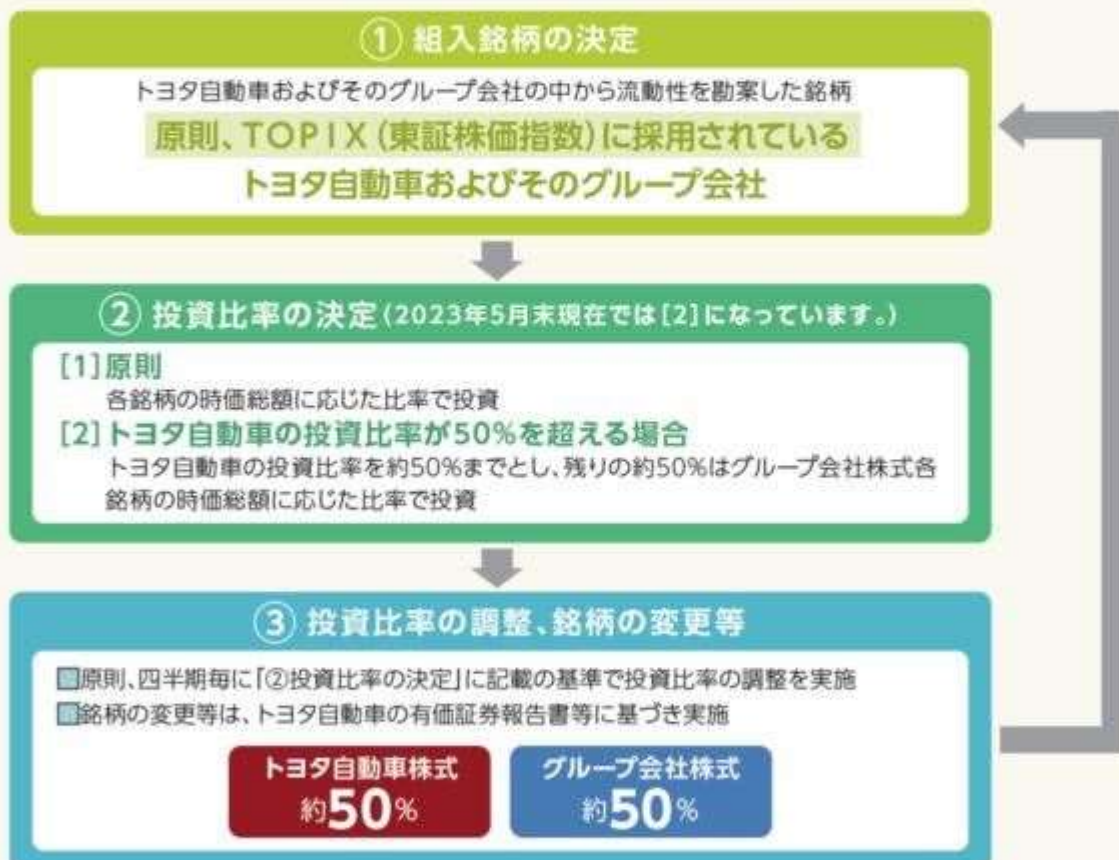 ① 組入銘柄の決定
トヨタ自動車およびそのグループ会社の中から流動性を勘案した銘柄
原則、TOPIX(東証株価指数)に採用されている
トヨタ自動車およびそのグループ会社
② 投資比率の決定(2023年5月末現在では[2]になっています。)
[1]原則
各銘柄の時価総額に応じた比率で投資
[2]トヨタ自動車の投資比率が50%を超える場合
トヨタ自動車の投資比率を約50%までとし、残りの約50%はグループ会社株式各
銘柄の時価総額に応じた比率で投資
③ 投資比率の調整、銘柄の変更等
原則、四半期毎に「②投資比率の決定」に記載の基準で投資比率の調整を実施
銘柄の変更等は、トヨタ自動車の有価証券報告書等に基づき実施
トヨタ自動車株式
約50%
グループ会社株式
約50%